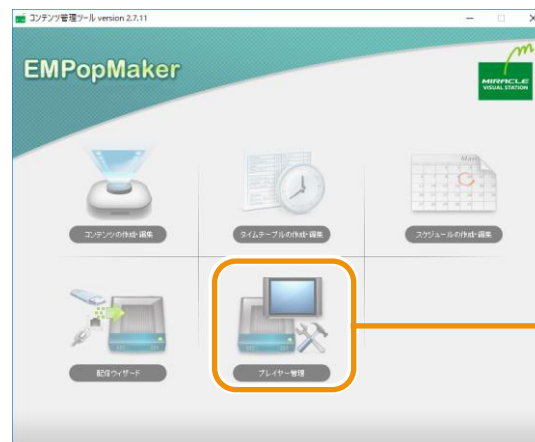 コンテンツ管理ツール version 2.7.11
EMPopMaker
MIRACLE
VISUAL STATION
コンテンツの作成・編集
タイムテーブルの作成・編集
スケジュールの作成・編集
配信ウィザード
プレイヤー管理